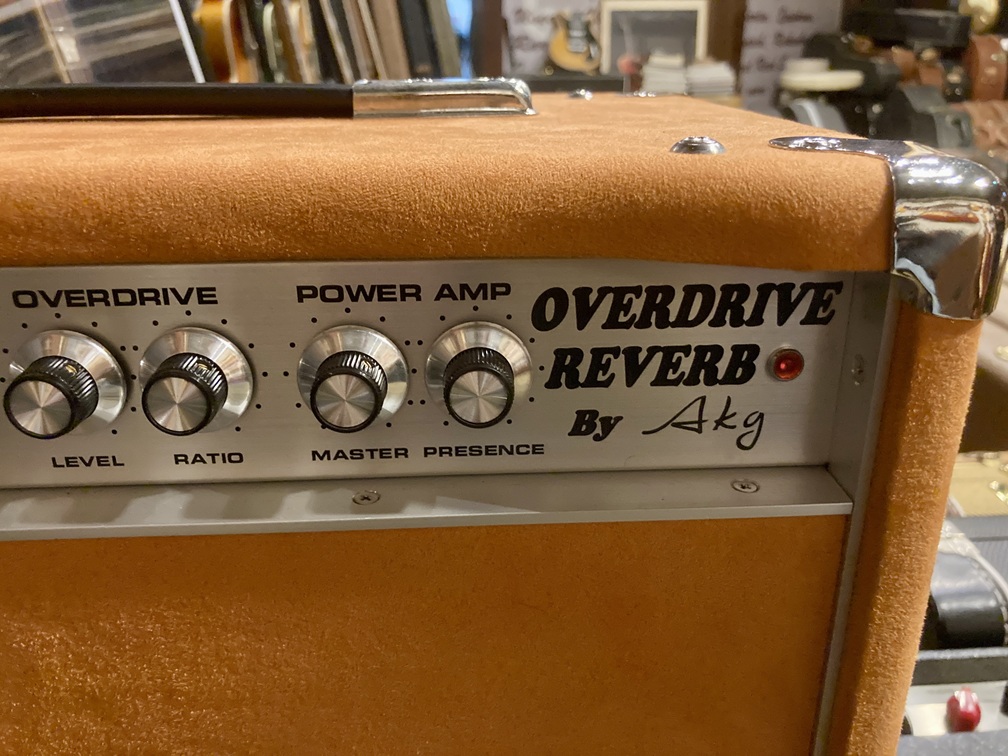 OVERDRIVE
POWER AMP
OVERDRIVE
REVERB
By Akg
LEVEL
RATIO
MASTER
PRESENCE